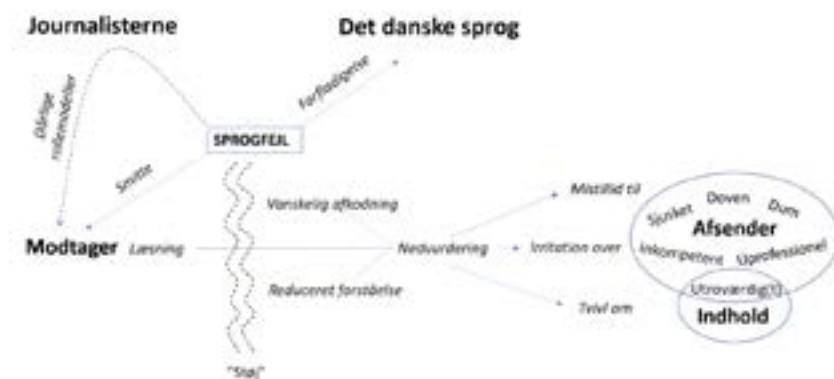 Journalisterne
Det danske sprog
Dårlige
rollemodeller
Forfladigelse
SPROGFEJL
Smitte
Vanskelig afkodning
Mistillid til
Sjusket
Doven
Dum
Afsender
Inkompetent
Uprofessionel
Modtager
Læsning
Nedvurdering
Irritation over
Reduceret forståelse
Tvivl om
Utroværdig(t)
Indhold
"Støj"